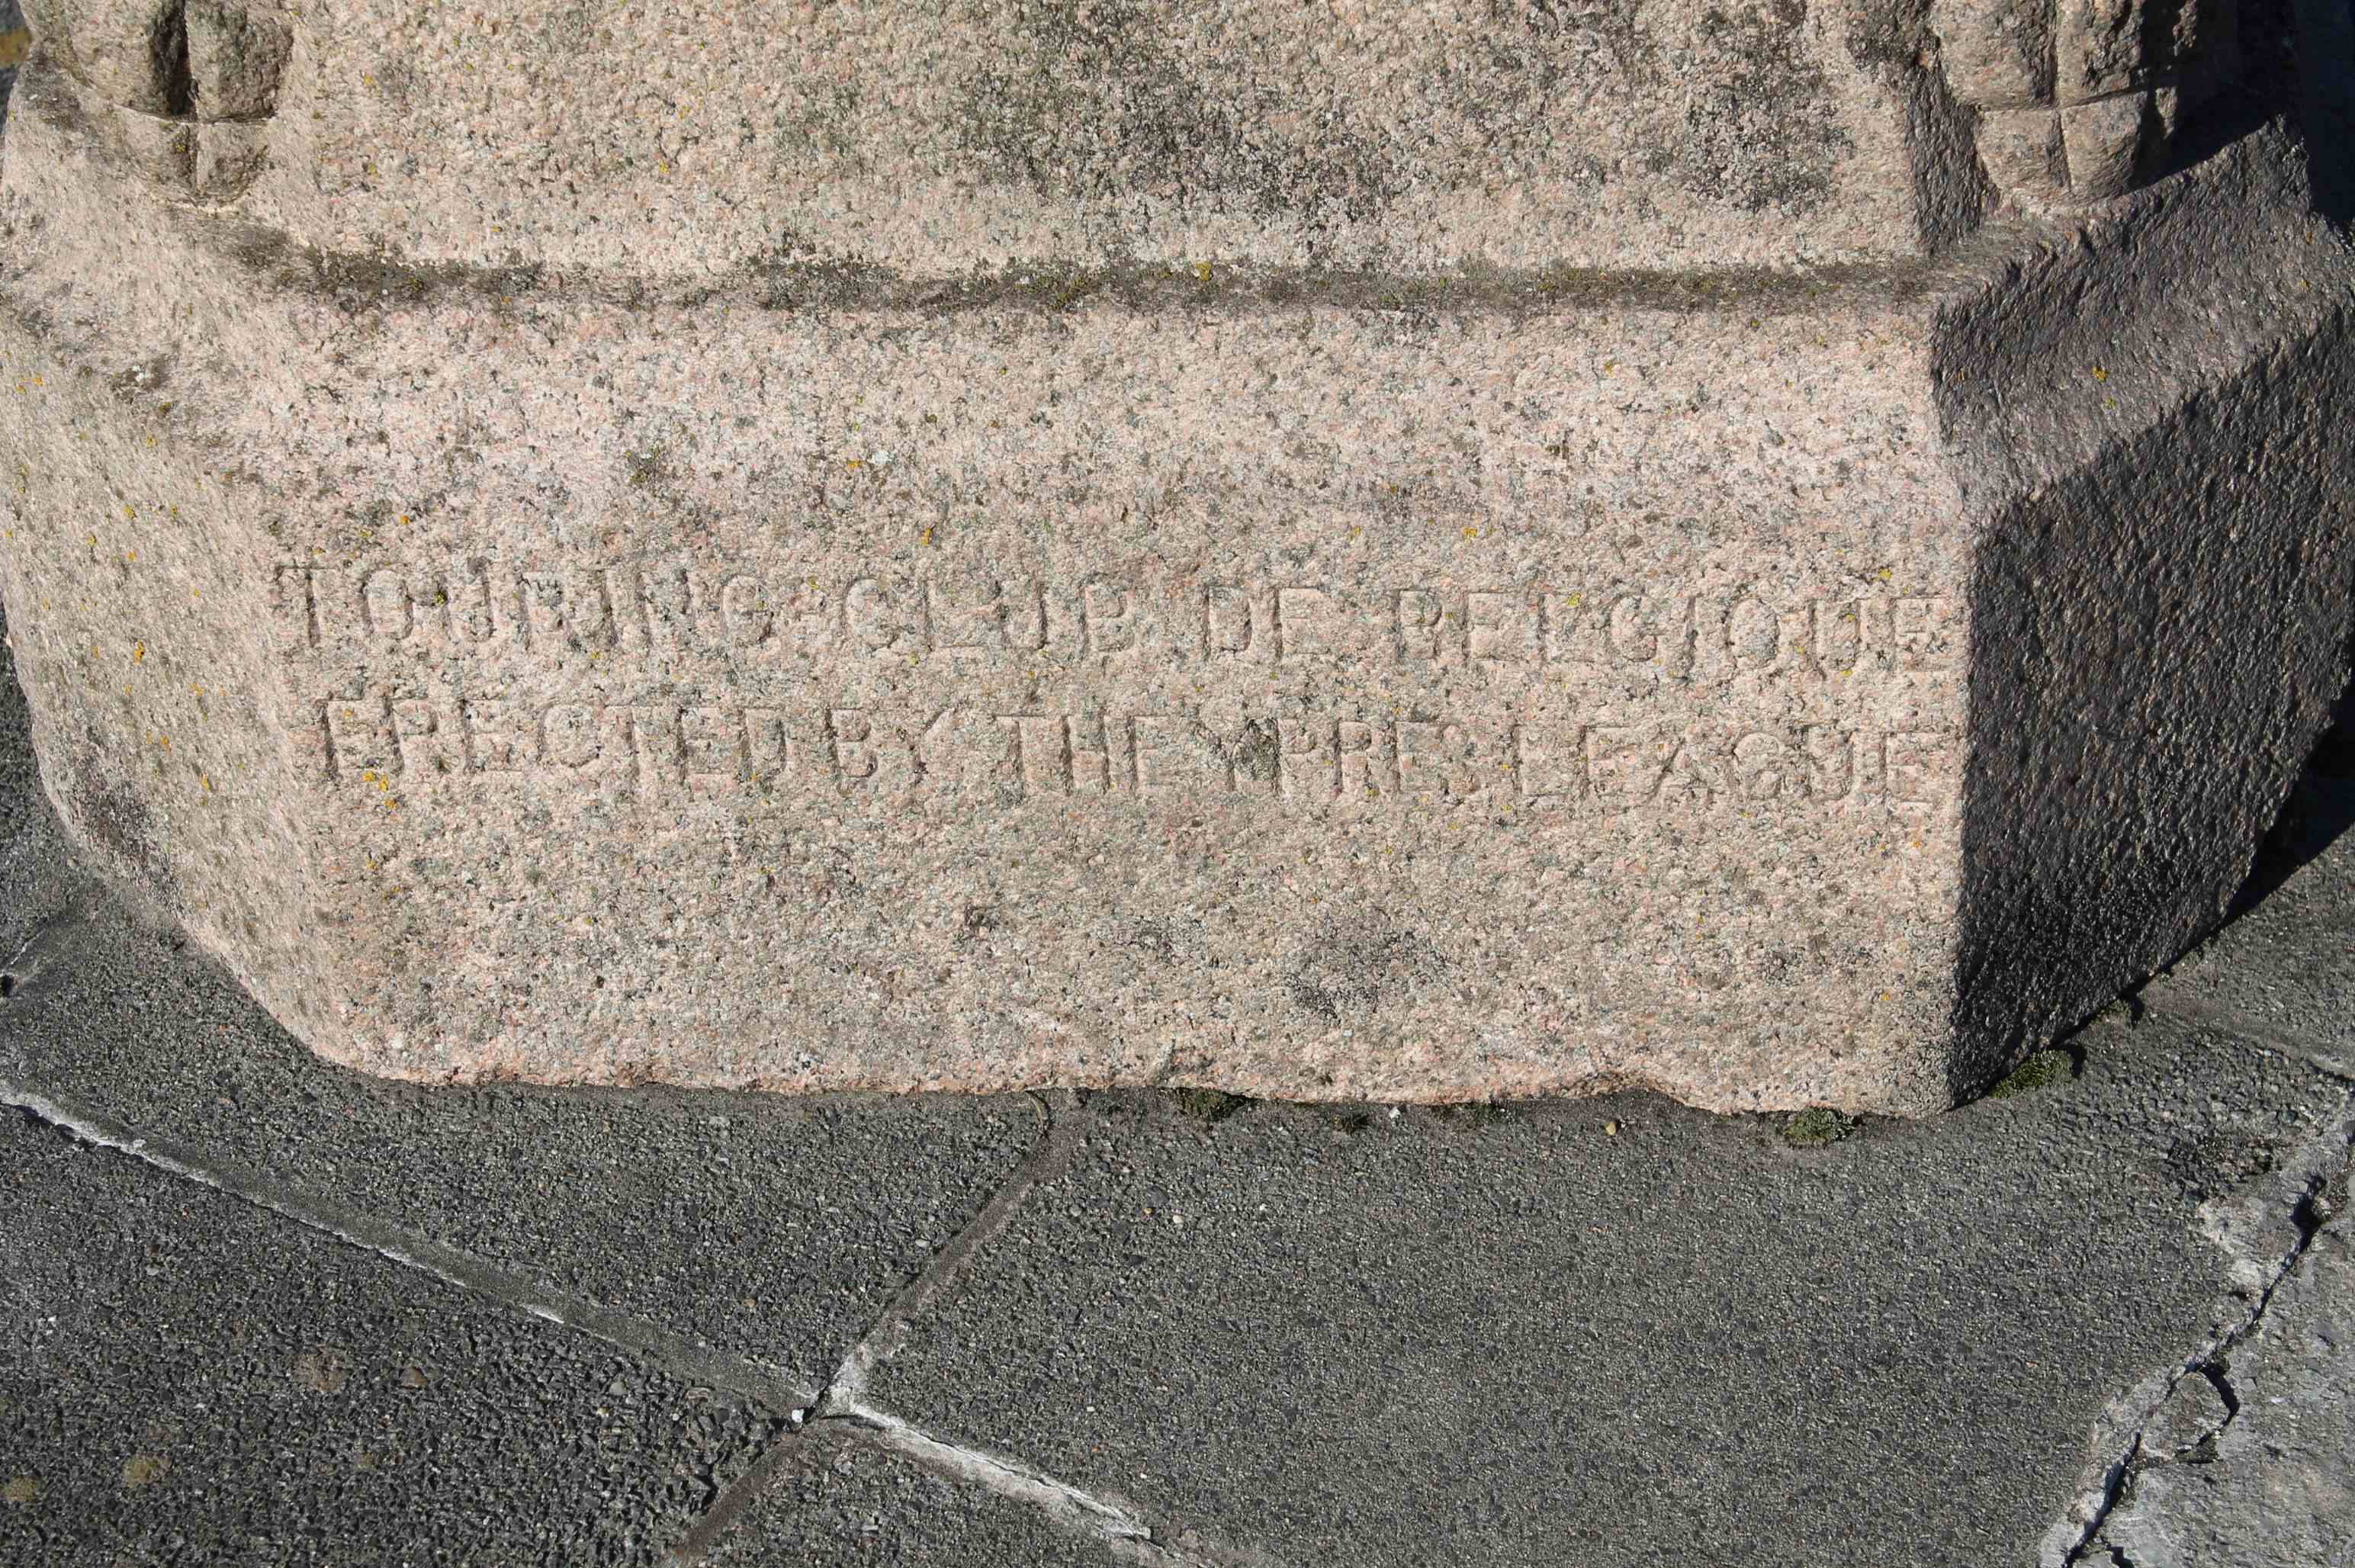 TOURING CLUB DE BELGIQUE
ERECTED BY THE YPRES LEAGUE